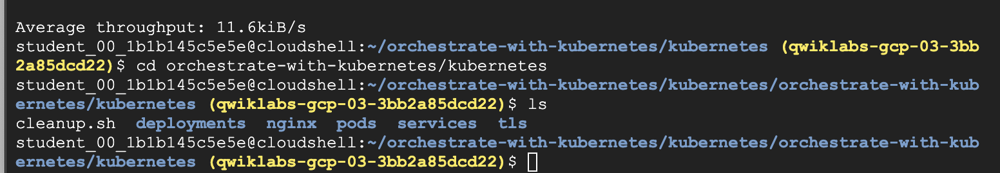 Average throughput: 11.6kiB/s
student_00_1b1b145c5e5e@cloudshell:~/orchestrate-with-kubernetes/kubernetes (qwiklabs-gcp-03-3bb
2a85dcd22)$ cd orchestrate-with-kubernetes/kubernetes
student_00_1b1b145c5e5e@cloudshell:~/orchestrate-with-kubernetes/kubernetes/orchestrate-with-kub
ernetes/kubernetes (qwiklabs-gcp-03-3bb2a85dcd22)$ ls
cleanup.sh  deployments  nginx  pods  services  tls
student_00_1b1b145c5e5e@cloudshell:~/orchestrate-with-kubernetes/kubernetes/orchestrate-with-kub
ernetes/kubernetes (qwiklabs-gcp-03-3bb2a85dcd22)$